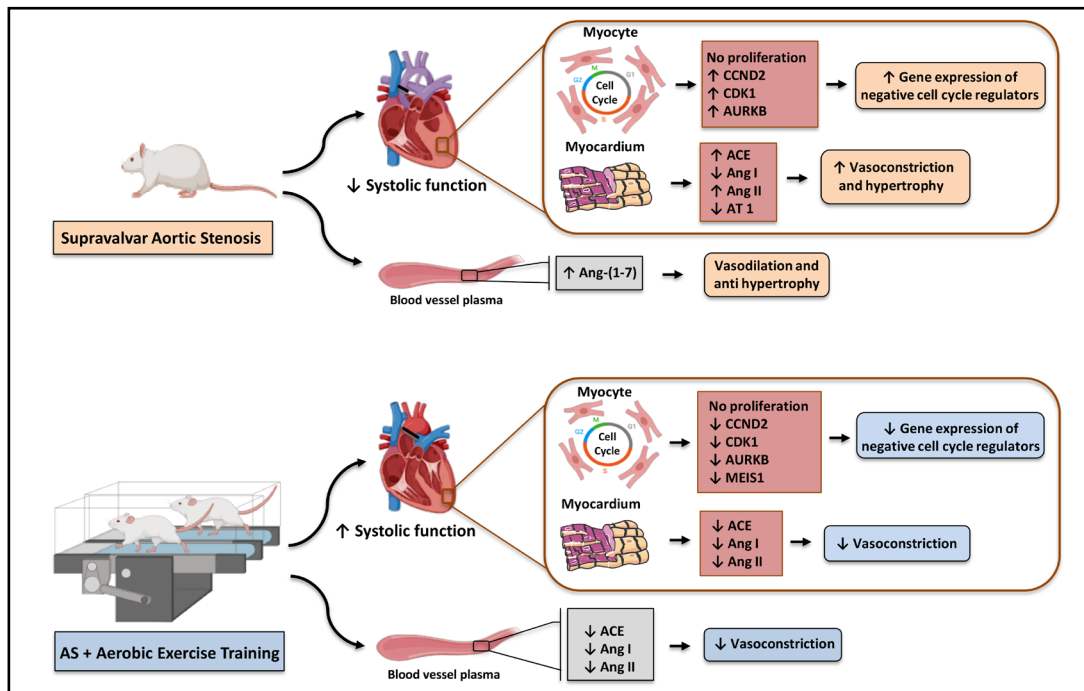 Myocyte
M
G2
G1
Cell
Cycle
S
No proliferation
↑ CCND2
↑ CDK1
↑ AURKB
↑ Gene expression of
negative cell cycle regulators
Myocardium
↑ ACE
↓ Ang I
↑ Ang II
↓ AT 1
↑ Vasoconstriction
and hypertrophy
↓ Systolic function
Supravalvar Aortic Stenosis
Blood vessel plasma
↑ Ang-(1-7)
Vasodilation and
anti hypertrophy
Myocyte
M
G2
G1
Cell
Cycle
S
No proliferation
↓ CCND2
↓ CDK1
↓ AURKB
↓ MEIS1
↓ Gene expression of
negative cell cycle regulators
Myocardium
↓ ACE
↓ Ang I
↓ Ang II
↓ Vasoconstriction
↑ Systolic function
AS + Aerobic Exercise Training
Blood vessel plasma
↓ ACE
↓ Ang I
↓ Ang II
↓ Vasoconstriction